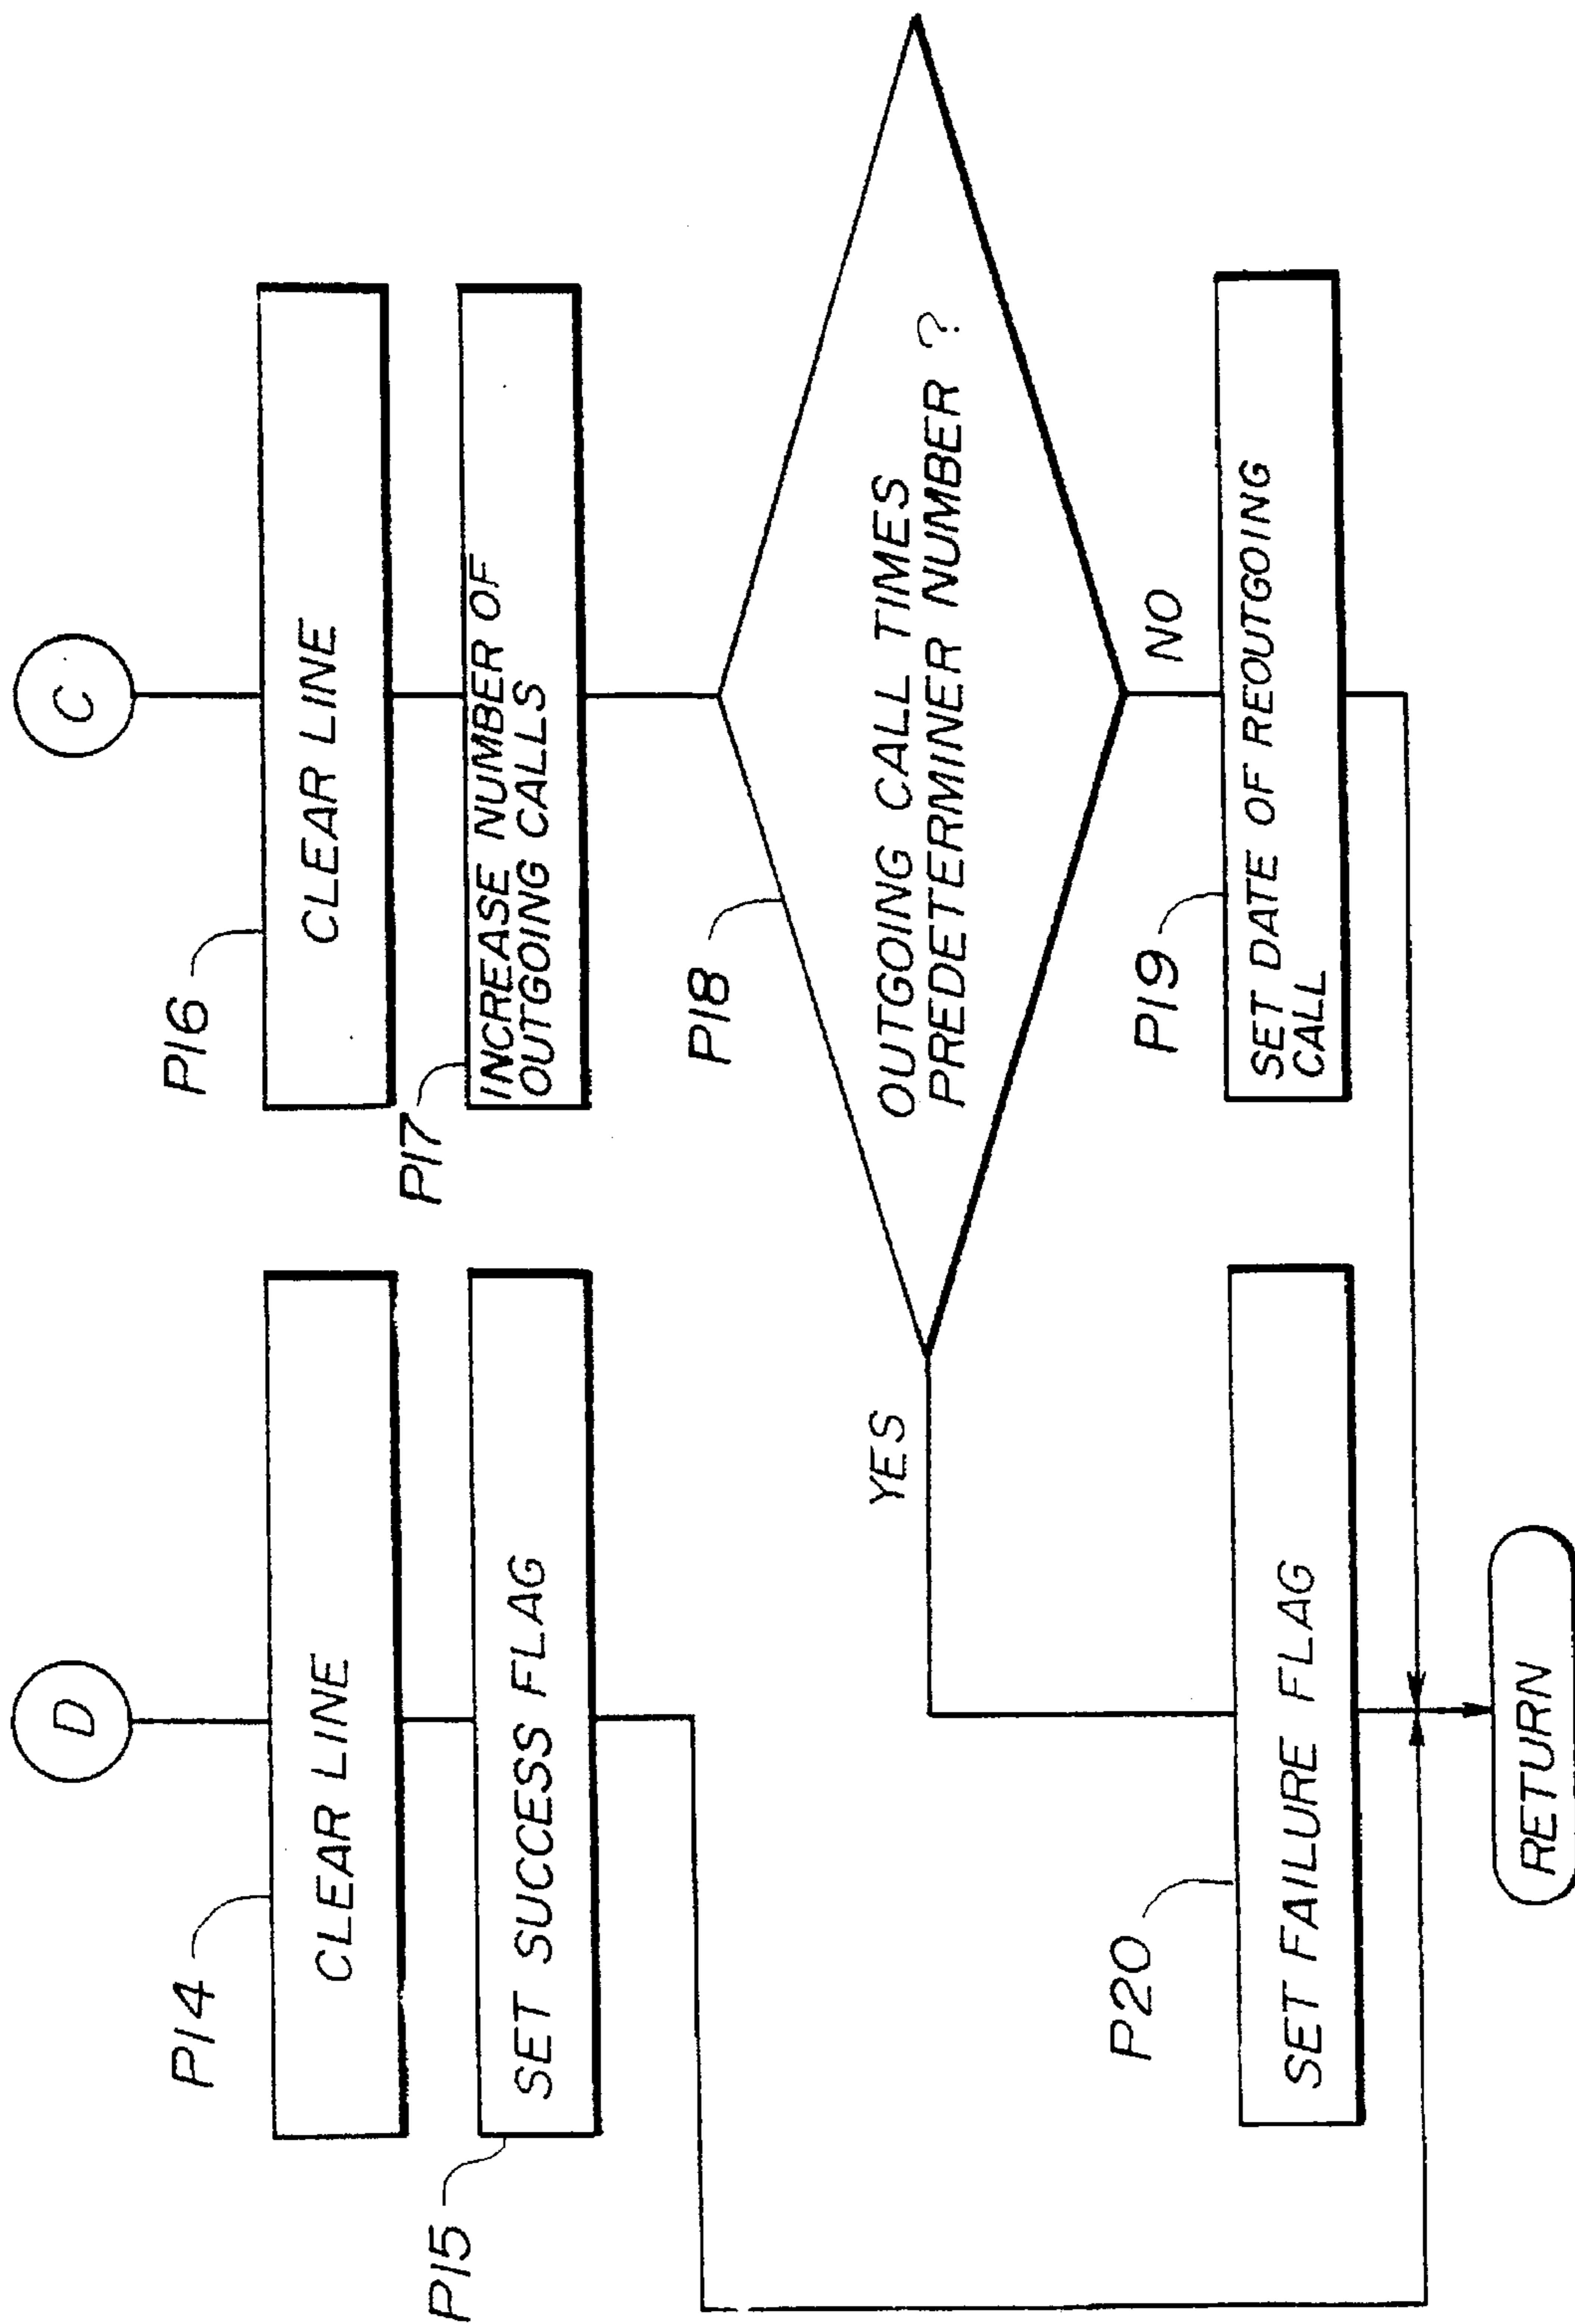 D
C
P14
CLEAR LINE
P16
CLEAR LINE
P15
SET SUCCESS FLAG
P17
INCREASE NUMBER OF
OUTGOING CALLS
P18
OUTGOING CALL TIMES
PREDETERMINER NUMBER ?
YES
NO
P20
SET FAILURE FLAG
P19
SET DATE OF REOUTGOING
CALL
RETURN